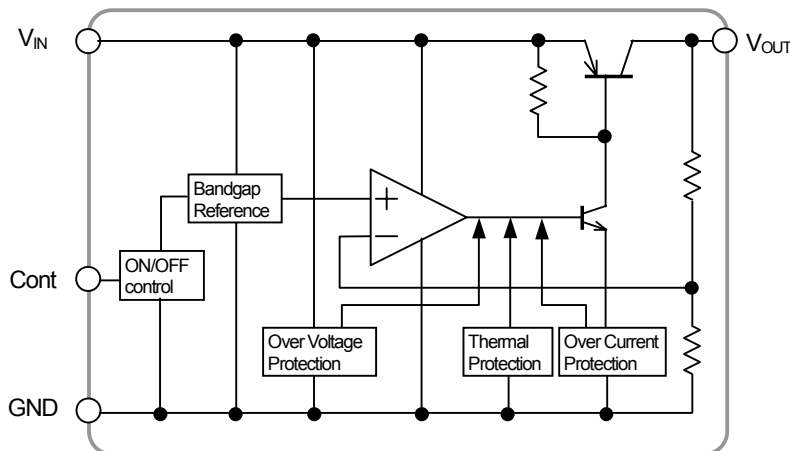 VIN
VOUT
Bandgap
Reference
+
−
ON/OFF
control
Cont
Over Voltage
Protection
Thermal
Protection
Over Current
Protection
GND